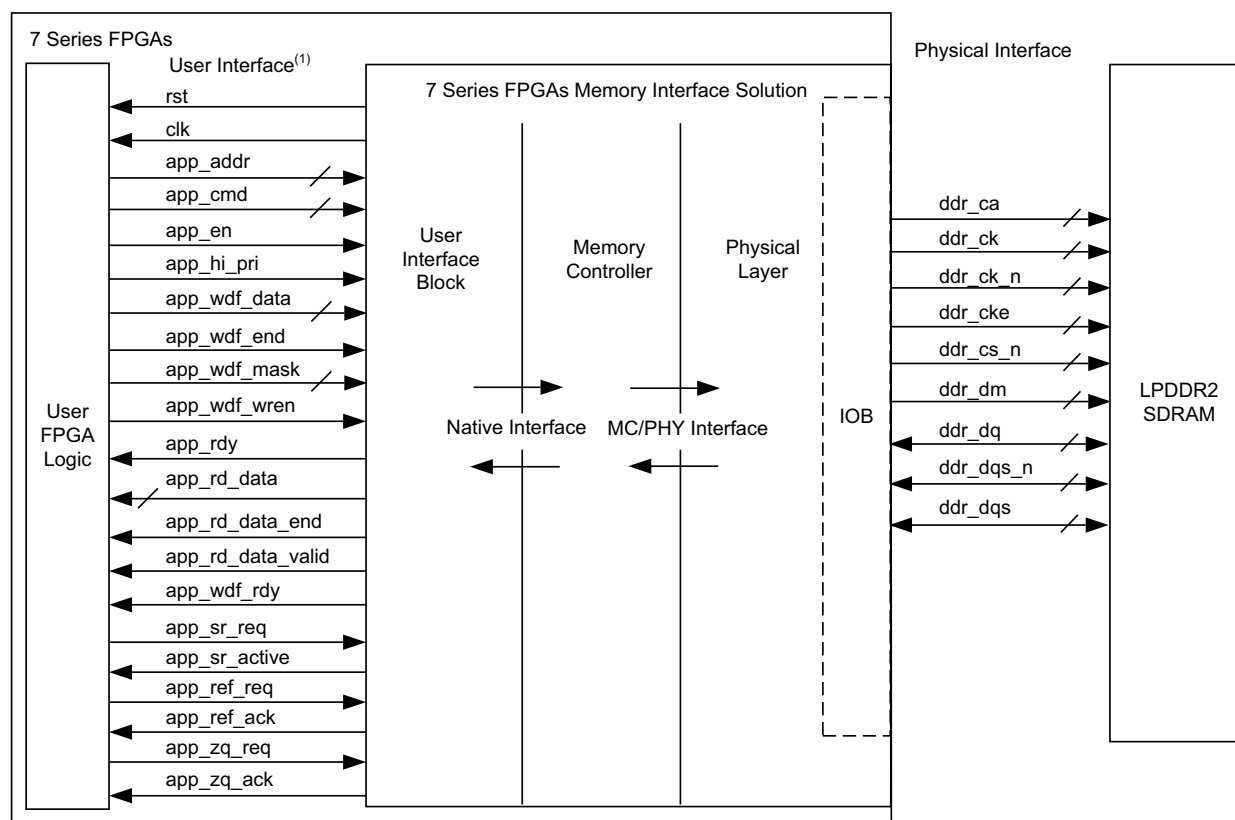 7 Series FPGAs
User Interface(1)
Physical Interface
rst
clk
app_addr
app_cmd
app_en
app_hi_pri
app_wdf_data
app_wdf_end
app_wdf_mask
app_wdf_wren
app_rdy
app_rd_data
app_rd_data_end
app_rd_data_valid
app_wdf_rdy
app_sr_req
app_sr_active
app_ref_req
app_ref_ack
app_zq_req
app_zq_ack
User
FPGA
Logic
7 Series FPGAs Memory Interface Solution
User
Interface
Block
Memory
Controller
Physical
Layer
Native Interface
MC/PHY Interface
IOB
ddr_ca
ddr_ck
ddr_ck_n
ddr_cke
ddr_cs_n
ddr_dm
ddr_dq
ddr_dqs_n
ddr_dqs
LPDDR2
SDRAM